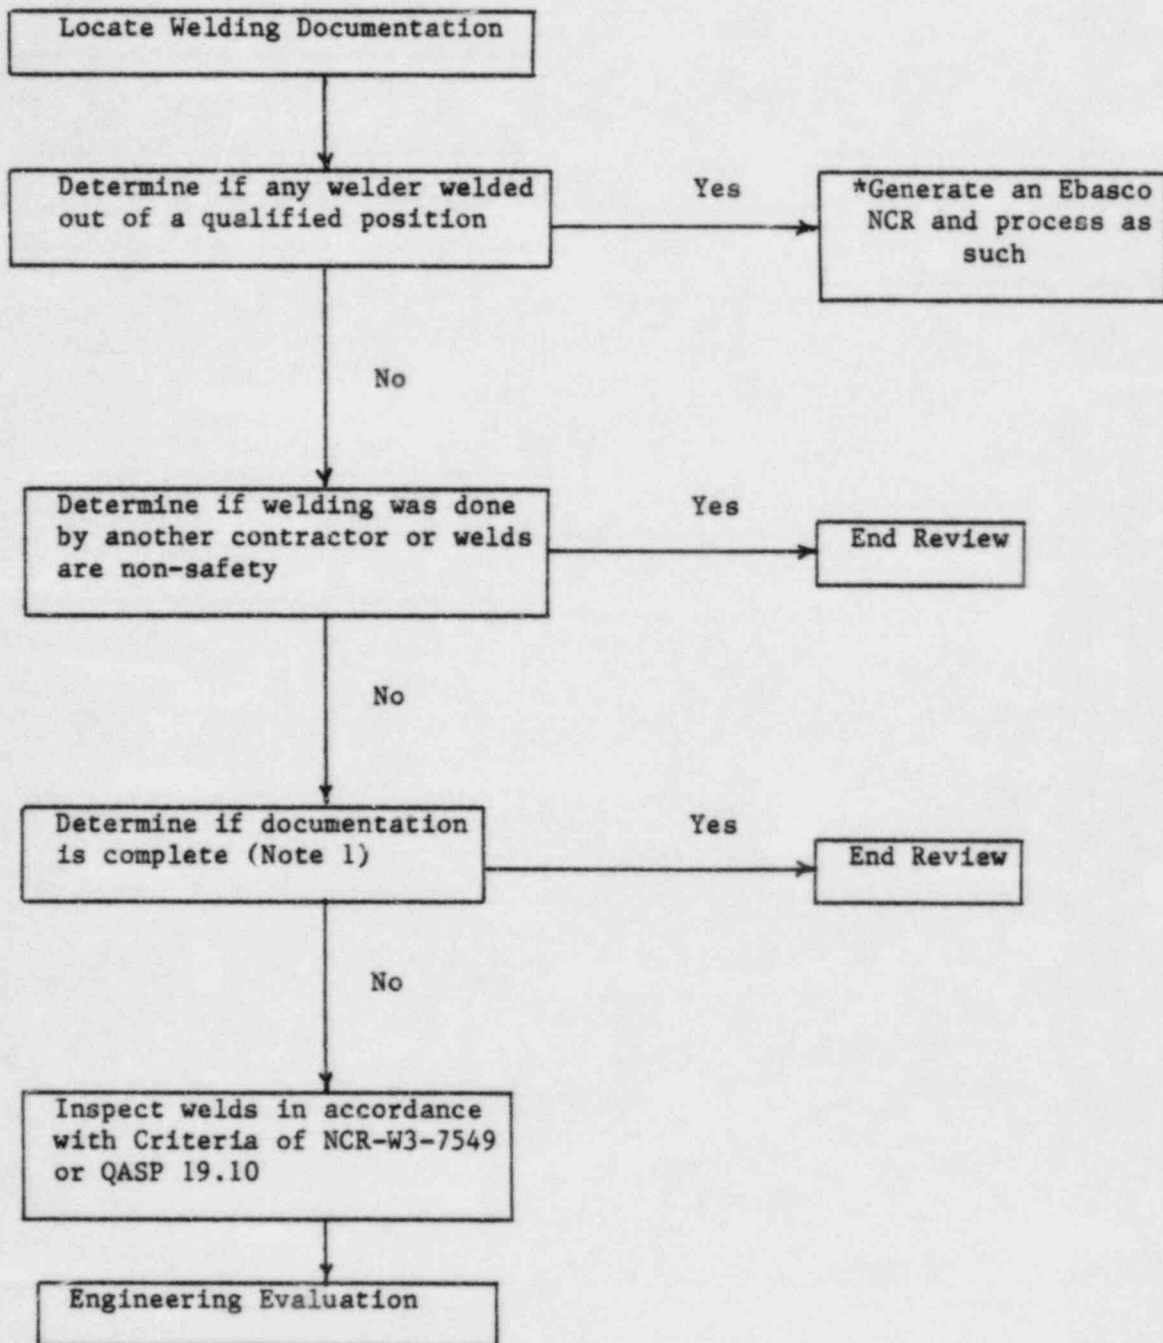 Locate Welding Documentation
Determine if any welder welded
out of a qualified position
Yes
*Generate an Ebasco
NCR and process as
such
No
Determine if welding was done
by another contractor or welds
are non-safety
Yes
End Review
No
Determine if documentation
is complete (Note 1)
Yes
End Review
No
Inspect welds in accordance
with Criteria of NCR-W3-7549
or QASP 19.10
Engineering Evaluation